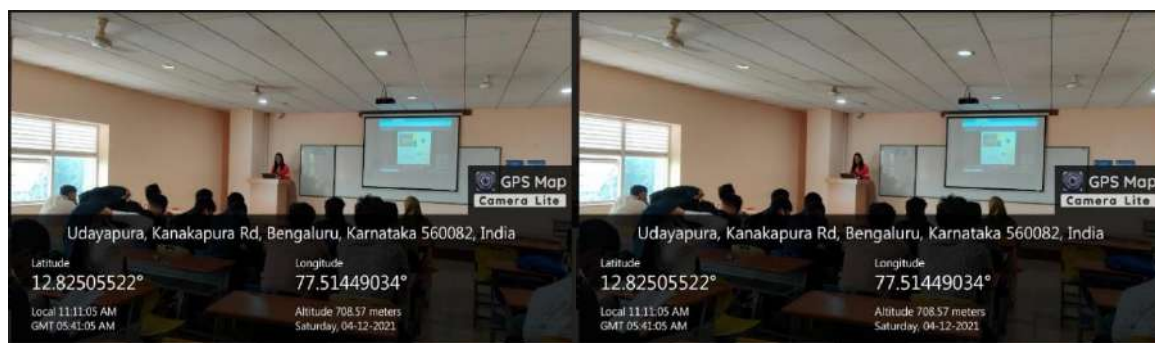 GPS Map
Camera Lite
Udayapura, Kanakapura Rd, Bengaluru, Karnataka 560082, India
Latitude
12.82505522°
Longitude
77.51449034°
Local 11:11:05 AM
GMT 05:41:05 AM
Altitude 708.57 meters
Saturday, 04-12-2021
GPS Map
Camera Lite
Udayapura, Kanakapura Rd, Bengaluru, Karnataka 560082, India
Latitude
12.82505522°
Longitude
77.51449034°
Local 11:11:05 AM
GMT 05:41:05 AM
Altitude 708.57 meters
Saturday, 04-12-2021